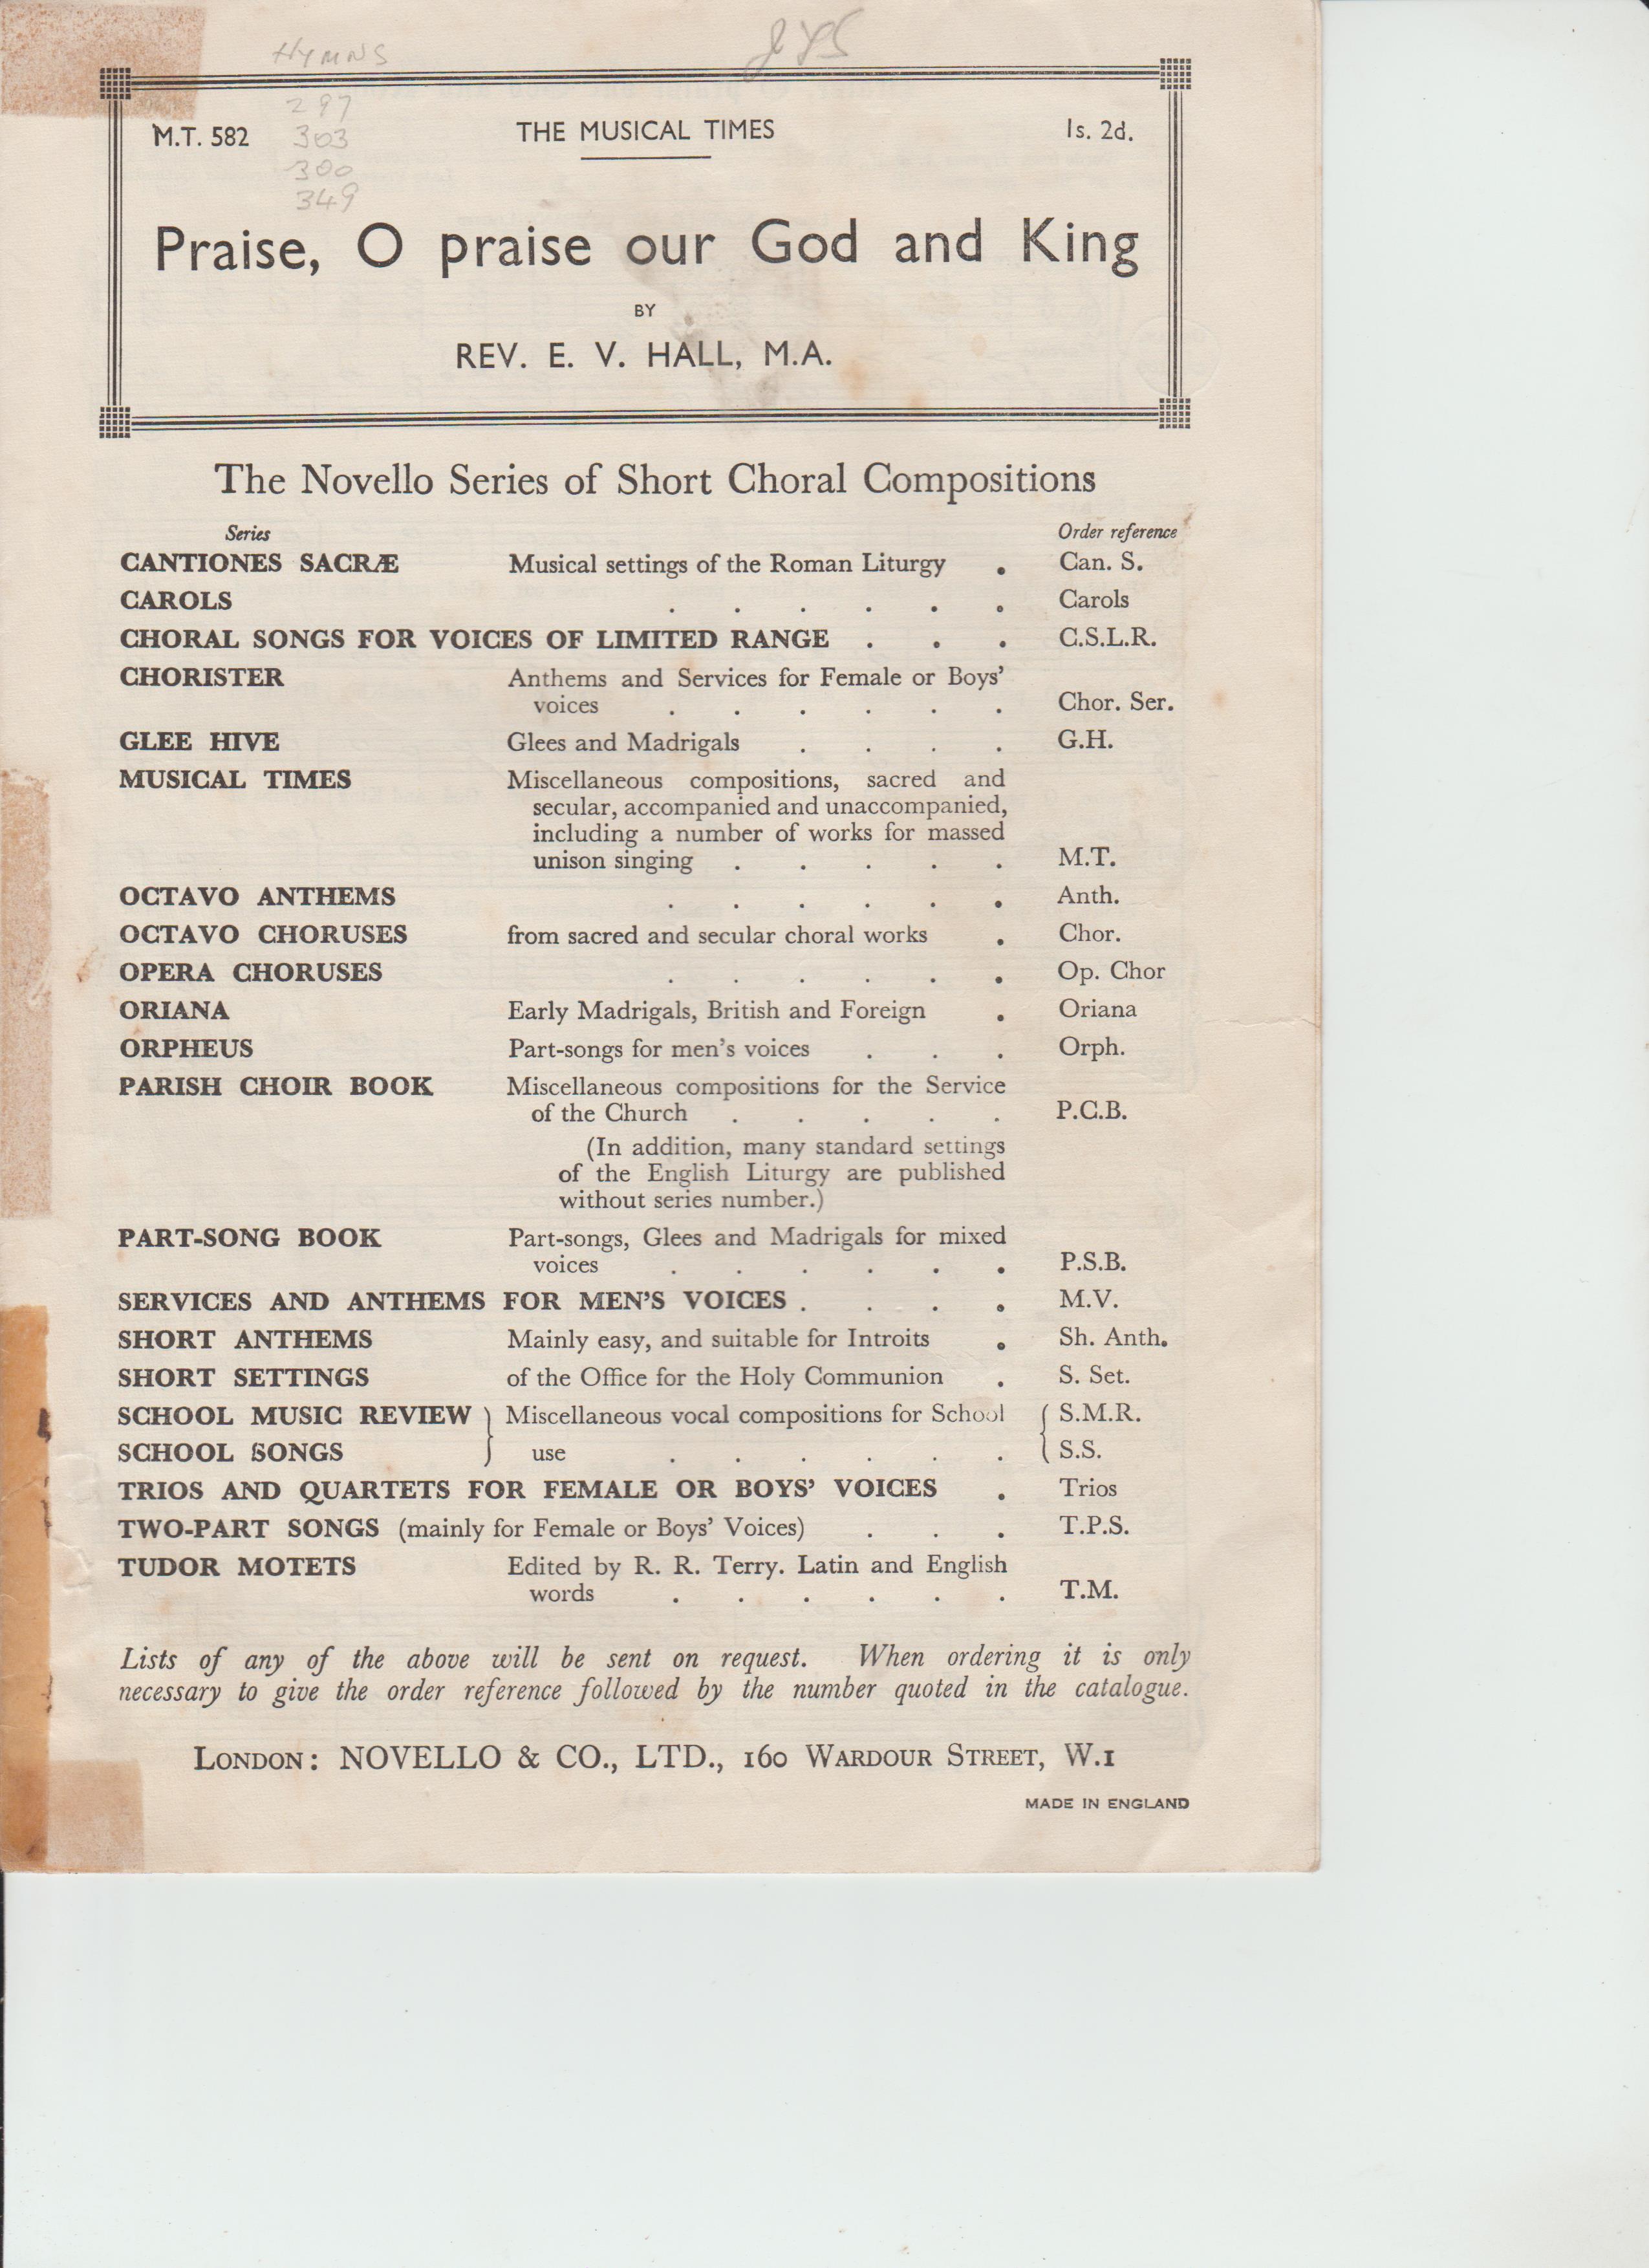 HYMNS
297
303
300
349
M.T. 582 THE MUSICAL TIMES 1s. 2d.
Praise, O praise our God and King
BY
REV. E. V. HALL, M.A.
The Novello Series of Short Choral Compositions
Series Order reference
CANTIONES SACRÆ Musical settings of the Roman Liturgy . Can. S.
CAROLS . . . . . . Carols
CHORAL SONGS FOR VOICES OF LIMITED RANGE . . . C.S.L.R.
CHORISTER Anthems and Services for Female or Boys'
voices . . . . . . Chor. Ser.
GLEE HIVE Glees and Madrigals . . . . G.H.
MUSICAL TIMES Miscellaneous compositions, sacred and
secular, accompanied and unaccompanied,
including a number of works for massed
unison singing . . . . . M.T.
OCTAVO ANTHEMS . . . . . . Anth.
OCTAVO CHORUSES from sacred and secular choral works . Chor.
OPERA CHORUSES . . . . . . Op. Chor
ORIANA Early Madrigals, British and Foreign . Oriana
ORPHEUS Part-songs for men's voices . . . Orph.
PARISH CHOIR BOOK Miscellaneous compositions for the Service
of the Church . . . . . P.C.B.
(In addition, many standard settings
of the English Liturgy are published
without series number.)
PART-SONG BOOK Part-songs, Glees and Madrigals for mixed
voices . . . . . . P.S.B.
SERVICES AND ANTHEMS FOR MEN'S VOICES . . . . M.V.
SHORT ANTHEMS Mainly easy, and suitable for Introits . Sh. Anth.
SHORT SETTINGS of the Office for the Holy Communion . S. Set.
SCHOOL MUSIC REVIEW } Miscellaneous vocal compositions for School { S.M.R.
SCHOOL SONGS use . . . . . . S.S.
TRIOS AND QUARTETS FOR FEMALE OR BOYS' VOICES . Trios
TWO-PART SONGS (mainly for Female or Boys' Voices) . . . T.P.S.
TUDOR MOTETS Edited by R. R. Terry. Latin and English
words . . . . . . T.M.
Lists of any of the above will be sent on request. When ordering it is only
necessary to give the order reference followed by the number quoted in the catalogue.
LONDON: NOVELLO & CO., LTD., 160 WARDOUR STREET, W.1
MADE IN ENGLAND